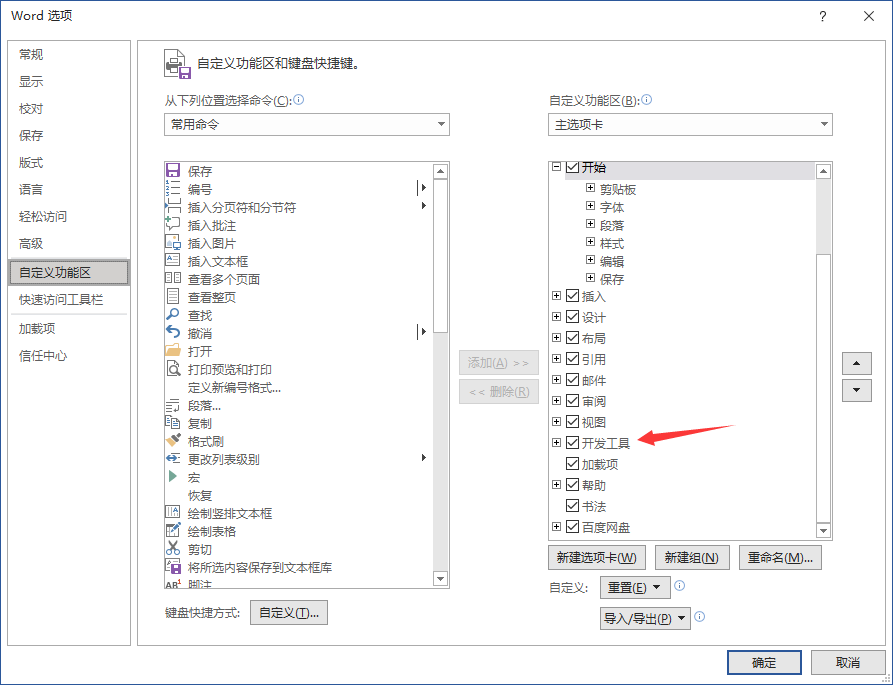 Word 选项
?
常规
显示
校对
保存
版式
语言
轻松访问
高级
自定义功能区
快速访问工具栏
加载项
信任中心
自定义功能区和键盘快捷键。
从下列位置选择命令(C):
常用命令
保存
编号
插入分页符和分节符
插入批注
插入图片
插入文本框
查看多个页面
查看整页
查找
撤消
打开
打印预览和打印
定义新编号格式...
段落...
复制
格式刷
更改列表级别
宏
恢复
绘制竖排文本框
绘制表格
剪切
将所选内容保存到文本框库
脚注
键盘快捷方式:
自定义(T)...
添加(A) >>
<< 删除(R)
自定义功能区(B):
主选项卡
开始
剪贴板
字体
段落
样式
编辑
保存
插入
设计
布局
引用
邮件
审阅
视图
开发工具
加载项
帮助
书法
百度网盘
新建选项卡(W)
新建组(N)
重命名(M)...
自定义:
重置(E)
导入/导出(P)
确定
取消